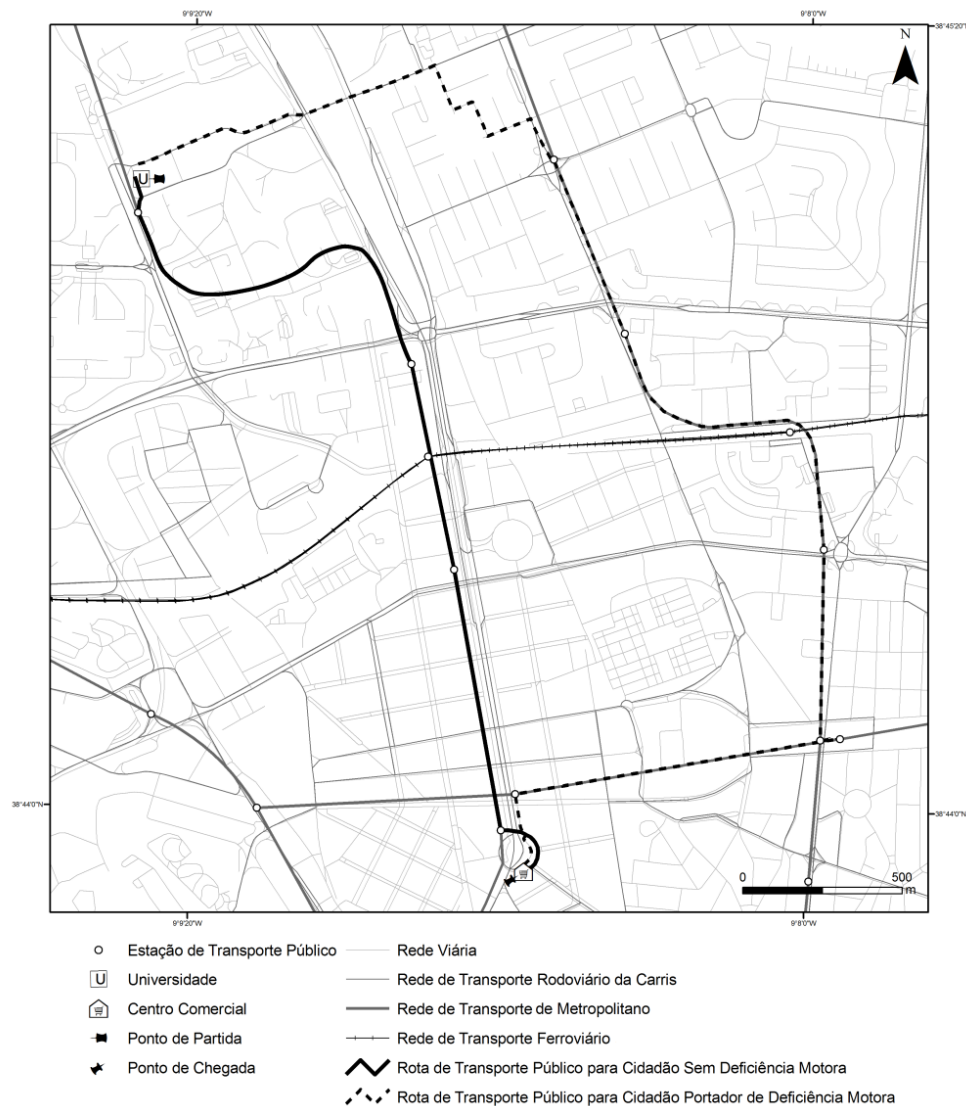 9°9'20"W 9°8'0"W
38°45'20"N
N
U
38°44'0"N 38°44'0"N
0 500
m
9°9'20"W 9°8'0"W
Estação de Transporte Público Rede Viária
U Universidade Rede de Transporte Rodoviário da Carris
Centro Comercial Rede de Transporte de Metropolitano
Ponto de Partida Rede de Transporte Ferroviário
Ponto de Chegada Rota de Transporte Público para Cidadão Sem Deficiência Motora
Rota de Transporte Público para Cidadão Portador de Deficiência Motora